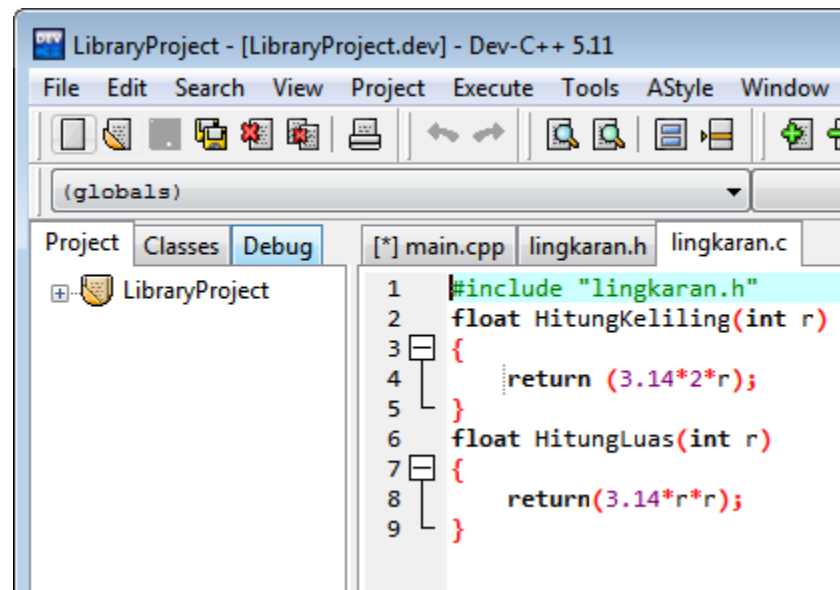 LibraryProject - [LibraryProject.dev] - Dev-C++ 5.11
File Edit Search View Project Execute Tools AStyle Window
(globals)
Project Classes Debug
[*] main.cpp lingkaran.h lingkaran.c
LibraryProject
1 #include "lingkaran.h"
2 float HitungKeliling(int r)
3 {
4 return (3.14*2*r);
5 }
6 float HitungLuas(int r)
7 {
8 return(3.14*r*r);
9 }